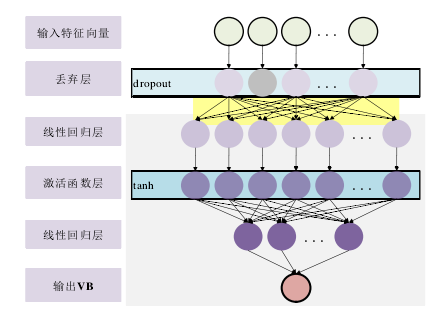 输入特征向量
...
丢弃层
dropout
...
线性回归层
...
激活函数层
tanh
...
线性回归层
...
输出VB